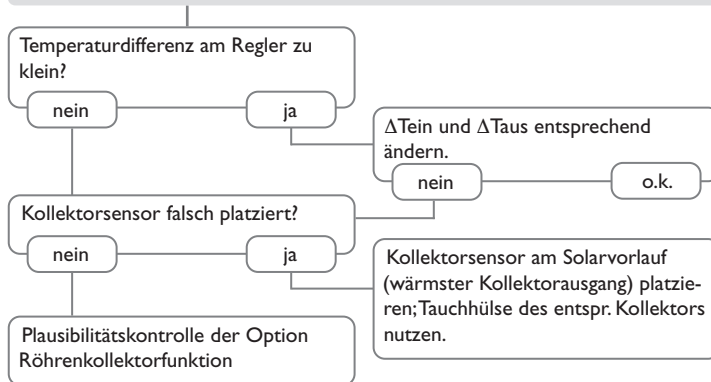 Temperaturdifferenz am Regler zu
klein?
nein
ja
ΔTein und ΔTaus entsprechend
ändern.
nein
o.k.
Kollektorsensor falsch platziert?
nein
ja
Kollektorsensor am Solarvorlauf
(wärmster Kollektorausgang) platzie-
ren; Tauchhülse des entspr. Kollektors
nutzen.
Plausibilitätskontrolle der Option
Röhrenkollektorfunktion